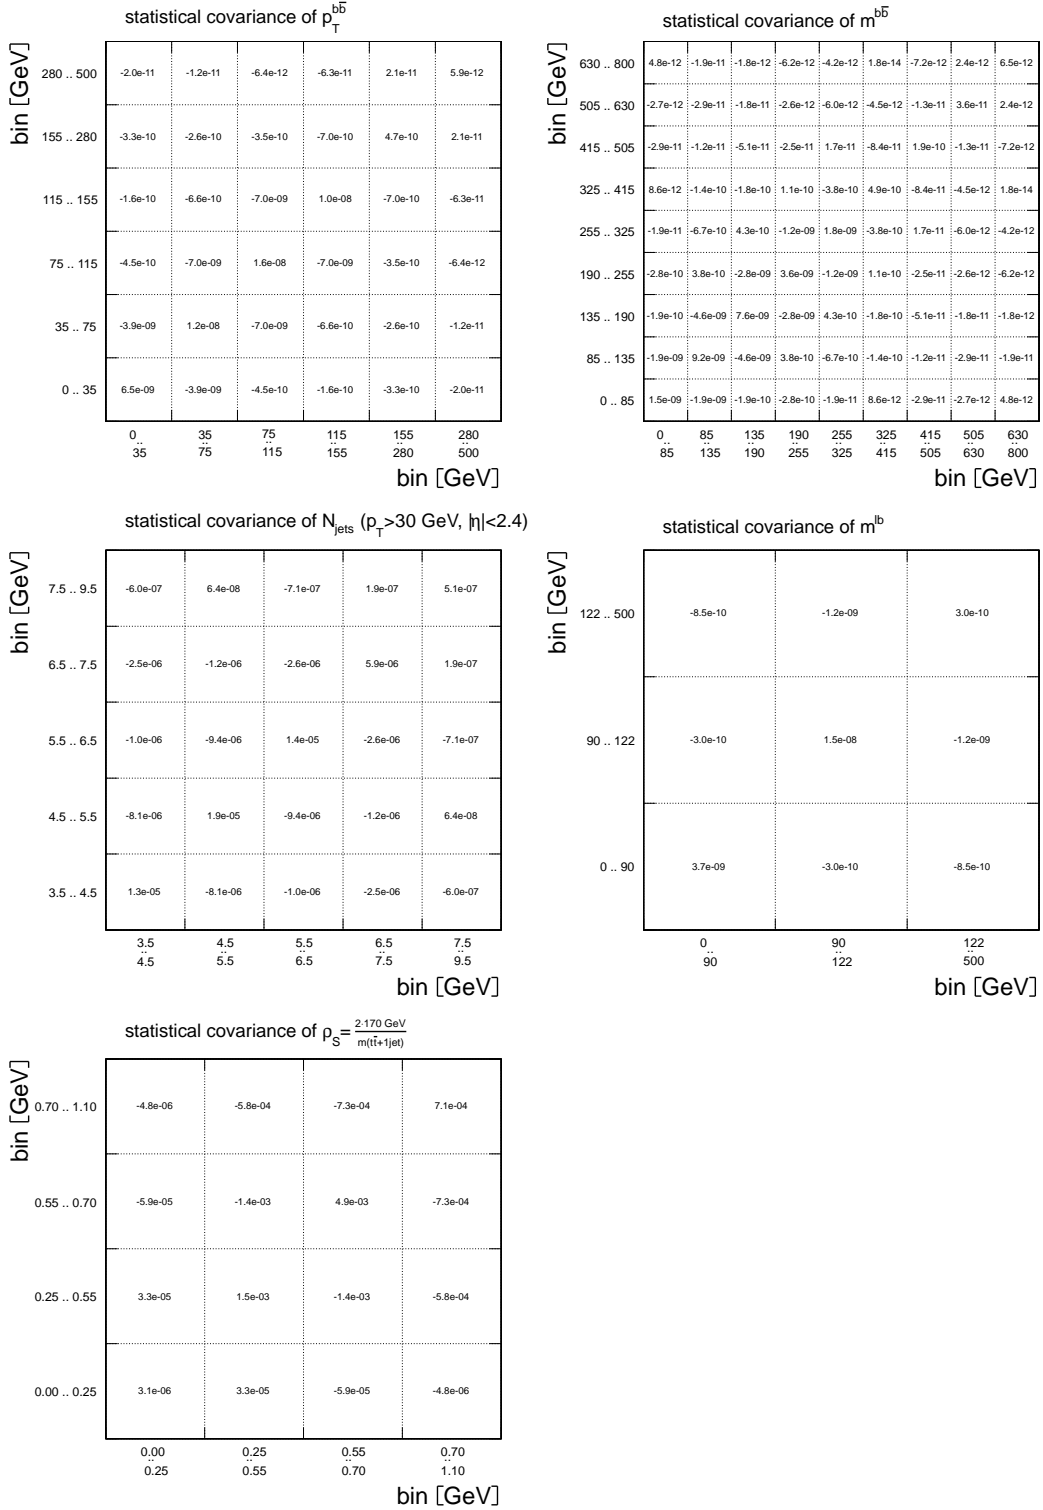 statistical covariance of p_T^{bb̅}
bin [GeV]
280 .. 500 -2.0e-11 -1.2e-11 -6.4e-12 -6.3e-11 2.1e-11 5.9e-12
155 .. 280 -3.3e-10 -2.6e-10 -3.5e-10 -7.0e-10 4.7e-10 2.1e-11
115 .. 155 -1.6e-10 -6.6e-10 -7.0e-09 1.0e-08 -7.0e-10 -6.3e-11
75 .. 115 -4.5e-10 -7.0e-09 1.6e-08 -7.0e-09 -3.5e-10 -6.4e-12
35 .. 75 -3.9e-09 1.2e-08 -7.0e-09 -6.6e-10 -2.6e-10 -1.2e-11
0 .. 35 6.5e-09 -3.9e-09 -4.5e-10 -1.6e-10 -3.3e-10 -2.0e-11
0 35 75 115 155 280
.. .. .. .. .. ..
35 75 115 155 280 500
bin [GeV]
statistical covariance of m^{bb̅}
bin [GeV]
630 .. 800 4.8e-12 -1.9e-11 -1.8e-12 -6.2e-12 -4.2e-12 1.8e-14 -7.2e-12 2.4e-12 6.5e-12
505 .. 630 -2.7e-12 -2.9e-11 -1.8e-11 -2.6e-12 -6.0e-12 -4.5e-12 -1.3e-11 3.6e-11 2.4e-12
415 .. 505 -2.9e-11 -1.2e-11 -5.1e-11 -2.5e-11 1.7e-11 -8.4e-11 1.9e-10 -1.3e-11 -7.2e-12
325 .. 415 8.6e-12 -1.4e-10 -1.8e-10 1.1e-10 -3.8e-10 4.9e-10 -8.4e-11 -4.5e-12 1.8e-14
255 .. 325 -1.9e-11 -6.7e-10 4.3e-10 -1.2e-09 1.8e-09 -3.8e-10 1.7e-11 -6.0e-12 -4.2e-12
190 .. 255 -2.8e-10 3.8e-10 -2.8e-09 3.6e-09 -1.2e-09 1.1e-10 -2.5e-11 -2.6e-12 -6.2e-12
135 .. 190 -1.9e-10 -4.6e-09 7.6e-09 -2.8e-09 4.3e-10 -1.8e-10 -5.1e-11 -1.8e-11 -1.8e-12
85 .. 135 -1.9e-09 9.2e-09 -4.6e-09 3.8e-10 -6.7e-10 -1.4e-10 -1.2e-11 -2.9e-11 -1.9e-11
0 .. 85 1.5e-09 -1.9e-09 -1.9e-10 -2.8e-10 -1.9e-11 8.6e-12 -2.9e-11 -2.7e-12 4.8e-12
0 85 135 190 255 325 415 505 630
.. .. .. .. .. .. .. .. ..
85 135 190 255 325 415 505 630 800
bin [GeV]
statistical covariance of N_jets (p_T>30 GeV, |η|<2.4)
bin [GeV]
7.5 .. 9.5 -6.0e-07 6.4e-08 -7.1e-07 1.9e-07 5.1e-07
6.5 .. 7.5 -2.5e-06 -1.2e-06 -2.6e-06 5.9e-06 1.9e-07
5.5 .. 6.5 -1.0e-06 -9.4e-06 1.4e-05 -2.6e-06 -7.1e-07
4.5 .. 5.5 -8.1e-06 1.9e-05 -9.4e-06 -1.2e-06 6.4e-08
3.5 .. 4.5 1.3e-05 -8.1e-06 -1.0e-06 -2.5e-06 -6.0e-07
3.5 4.5 5.5 6.5 7.5
.. .. .. .. ..
4.5 5.5 6.5 7.5 9.5
bin [GeV]
statistical covariance of m^{lb}
bin [GeV]
122 .. 500 -8.5e-10 -1.2e-09 3.0e-10
90 .. 122 -3.0e-10 1.5e-08 -1.2e-09
0 .. 90 3.7e-09 -3.0e-10 -8.5e-10
0 90 122
.. .. ..
90 122 500
bin [GeV]
statistical covariance of ρ_S= 2·170 GeV
m(tt̅+1jet)
bin [GeV]
0.70 .. 1.10 -4.8e-06 -5.8e-04 -7.3e-04 7.1e-04
0.55 .. 0.70 -5.9e-05 -1.4e-03 4.9e-03 -7.3e-04
0.25 .. 0.55 3.3e-05 1.5e-03 -1.4e-03 -5.8e-04
0.00 .. 0.25 3.1e-06 3.3e-05 -5.9e-05 -4.8e-06
0.00 0.25 0.55 0.70
.. .. .. ..
0.25 0.55 0.70 1.10
bin [GeV]